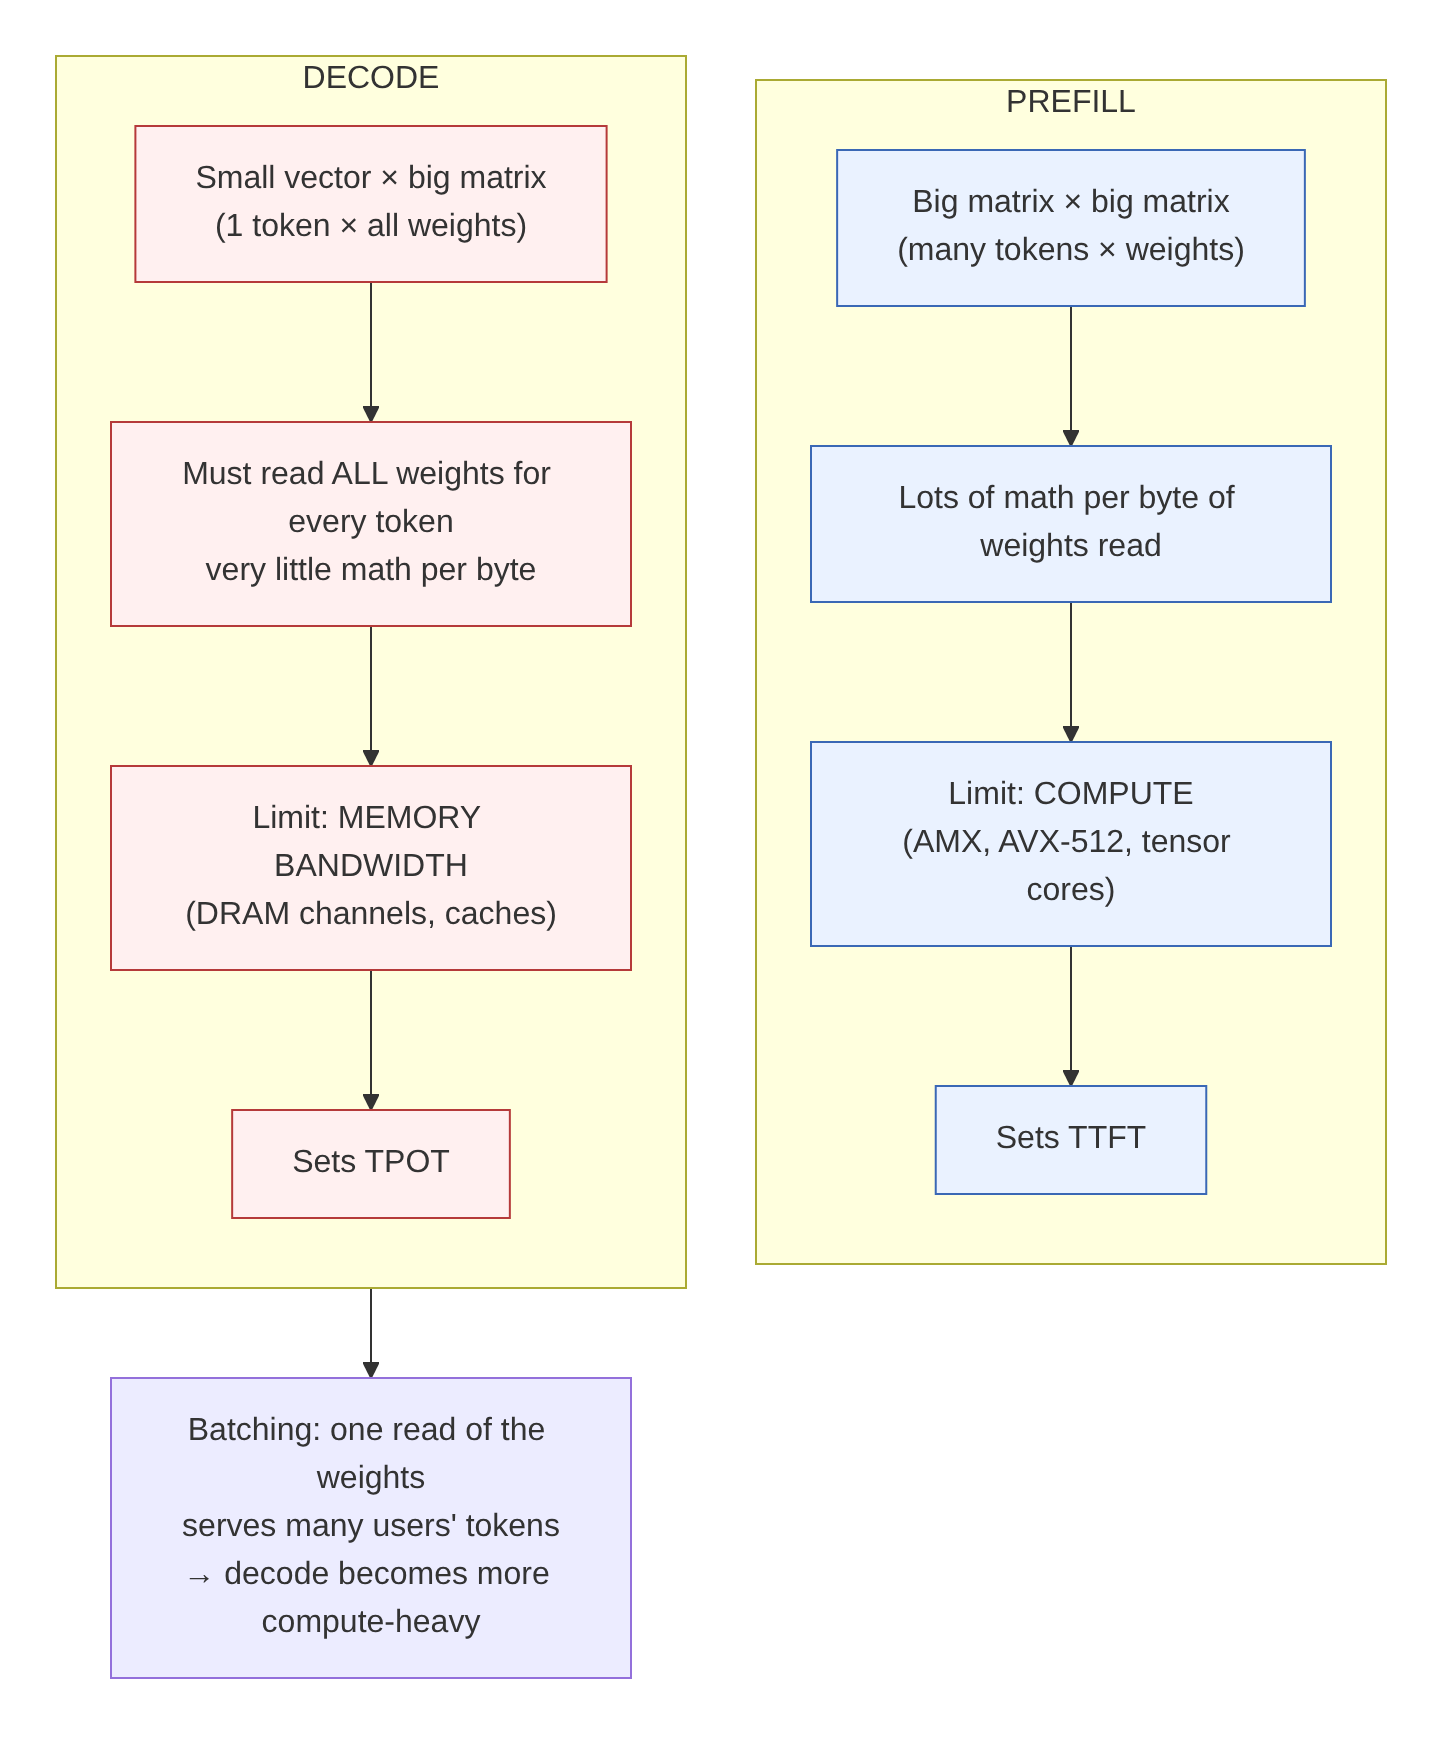 DECODE
Small vector × big matrix
(1 token × all weights)
Must read ALL weights for
every token
very little math per byte
Limit: MEMORY
BANDWIDTH
(DRAM channels, caches)
Sets TPOT
Batching: one read of the
weights
serves many users' tokens
→ decode becomes more
compute-heavy
PREFILL
Big matrix × big matrix
(many tokens × weights)
Lots of math per byte of
weights read
Limit: COMPUTE
(AMX, AVX-512, tensor
cores)
Sets TTFT